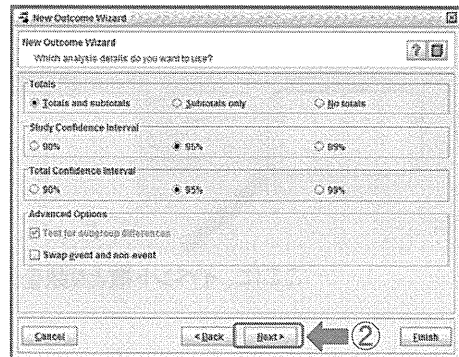 New Outcome Wizard
New Outcome Wizard
Which analysis details do you want to use?
Totals
Totals and subtotals Subtotals only No totals
Study Confidence Interval
90% 95% 99%
Total Confidence Interval
90% 95% 99%
Advanced Options
Test for subgroup differences
Swap event and non-event
Cancel < Back Next > ② Finish